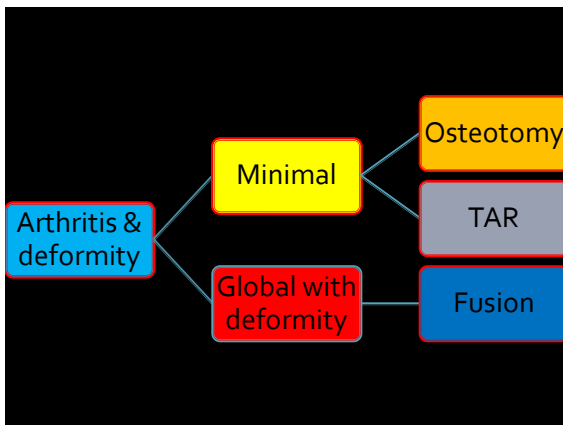 Arthritis &
deformity
Minimal
Global with
deformity
Osteotomy
TAR
Fusion